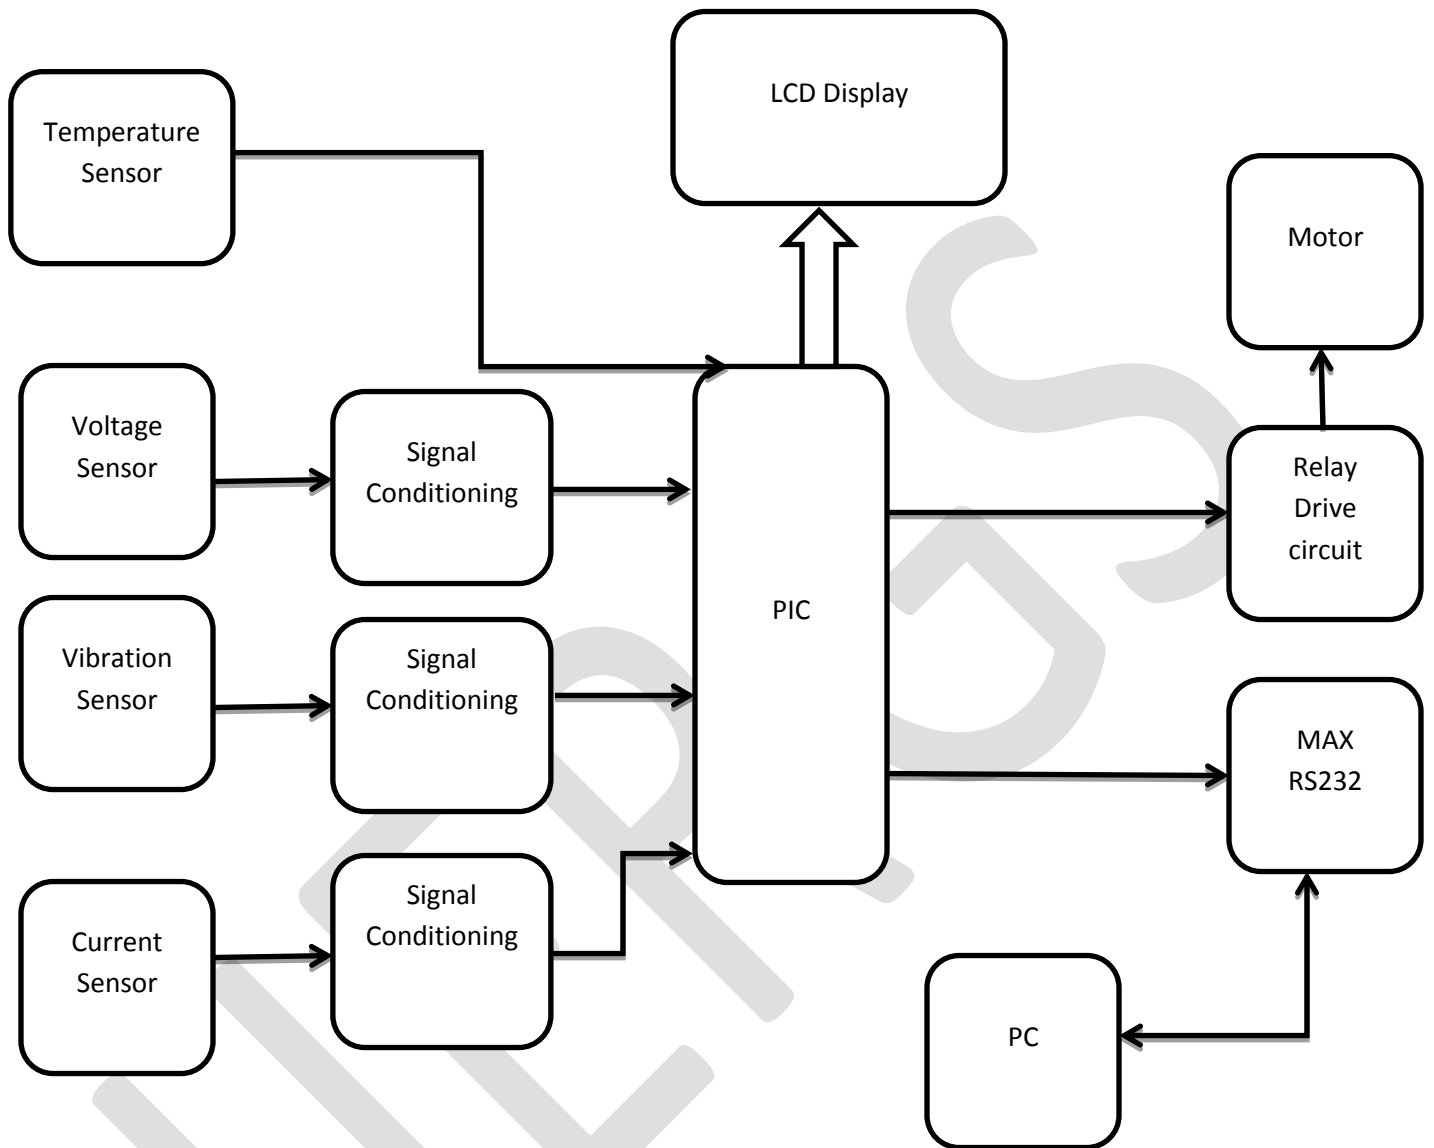 LCD Display
Temperature
Sensor
Motor
Voltage
Sensor
Signal
Conditioning
Relay
Drive
circuit
PIC
Vibration
Sensor
Signal
Conditioning
MAX
RS232
Signal
Conditioning
Current
Sensor
PC